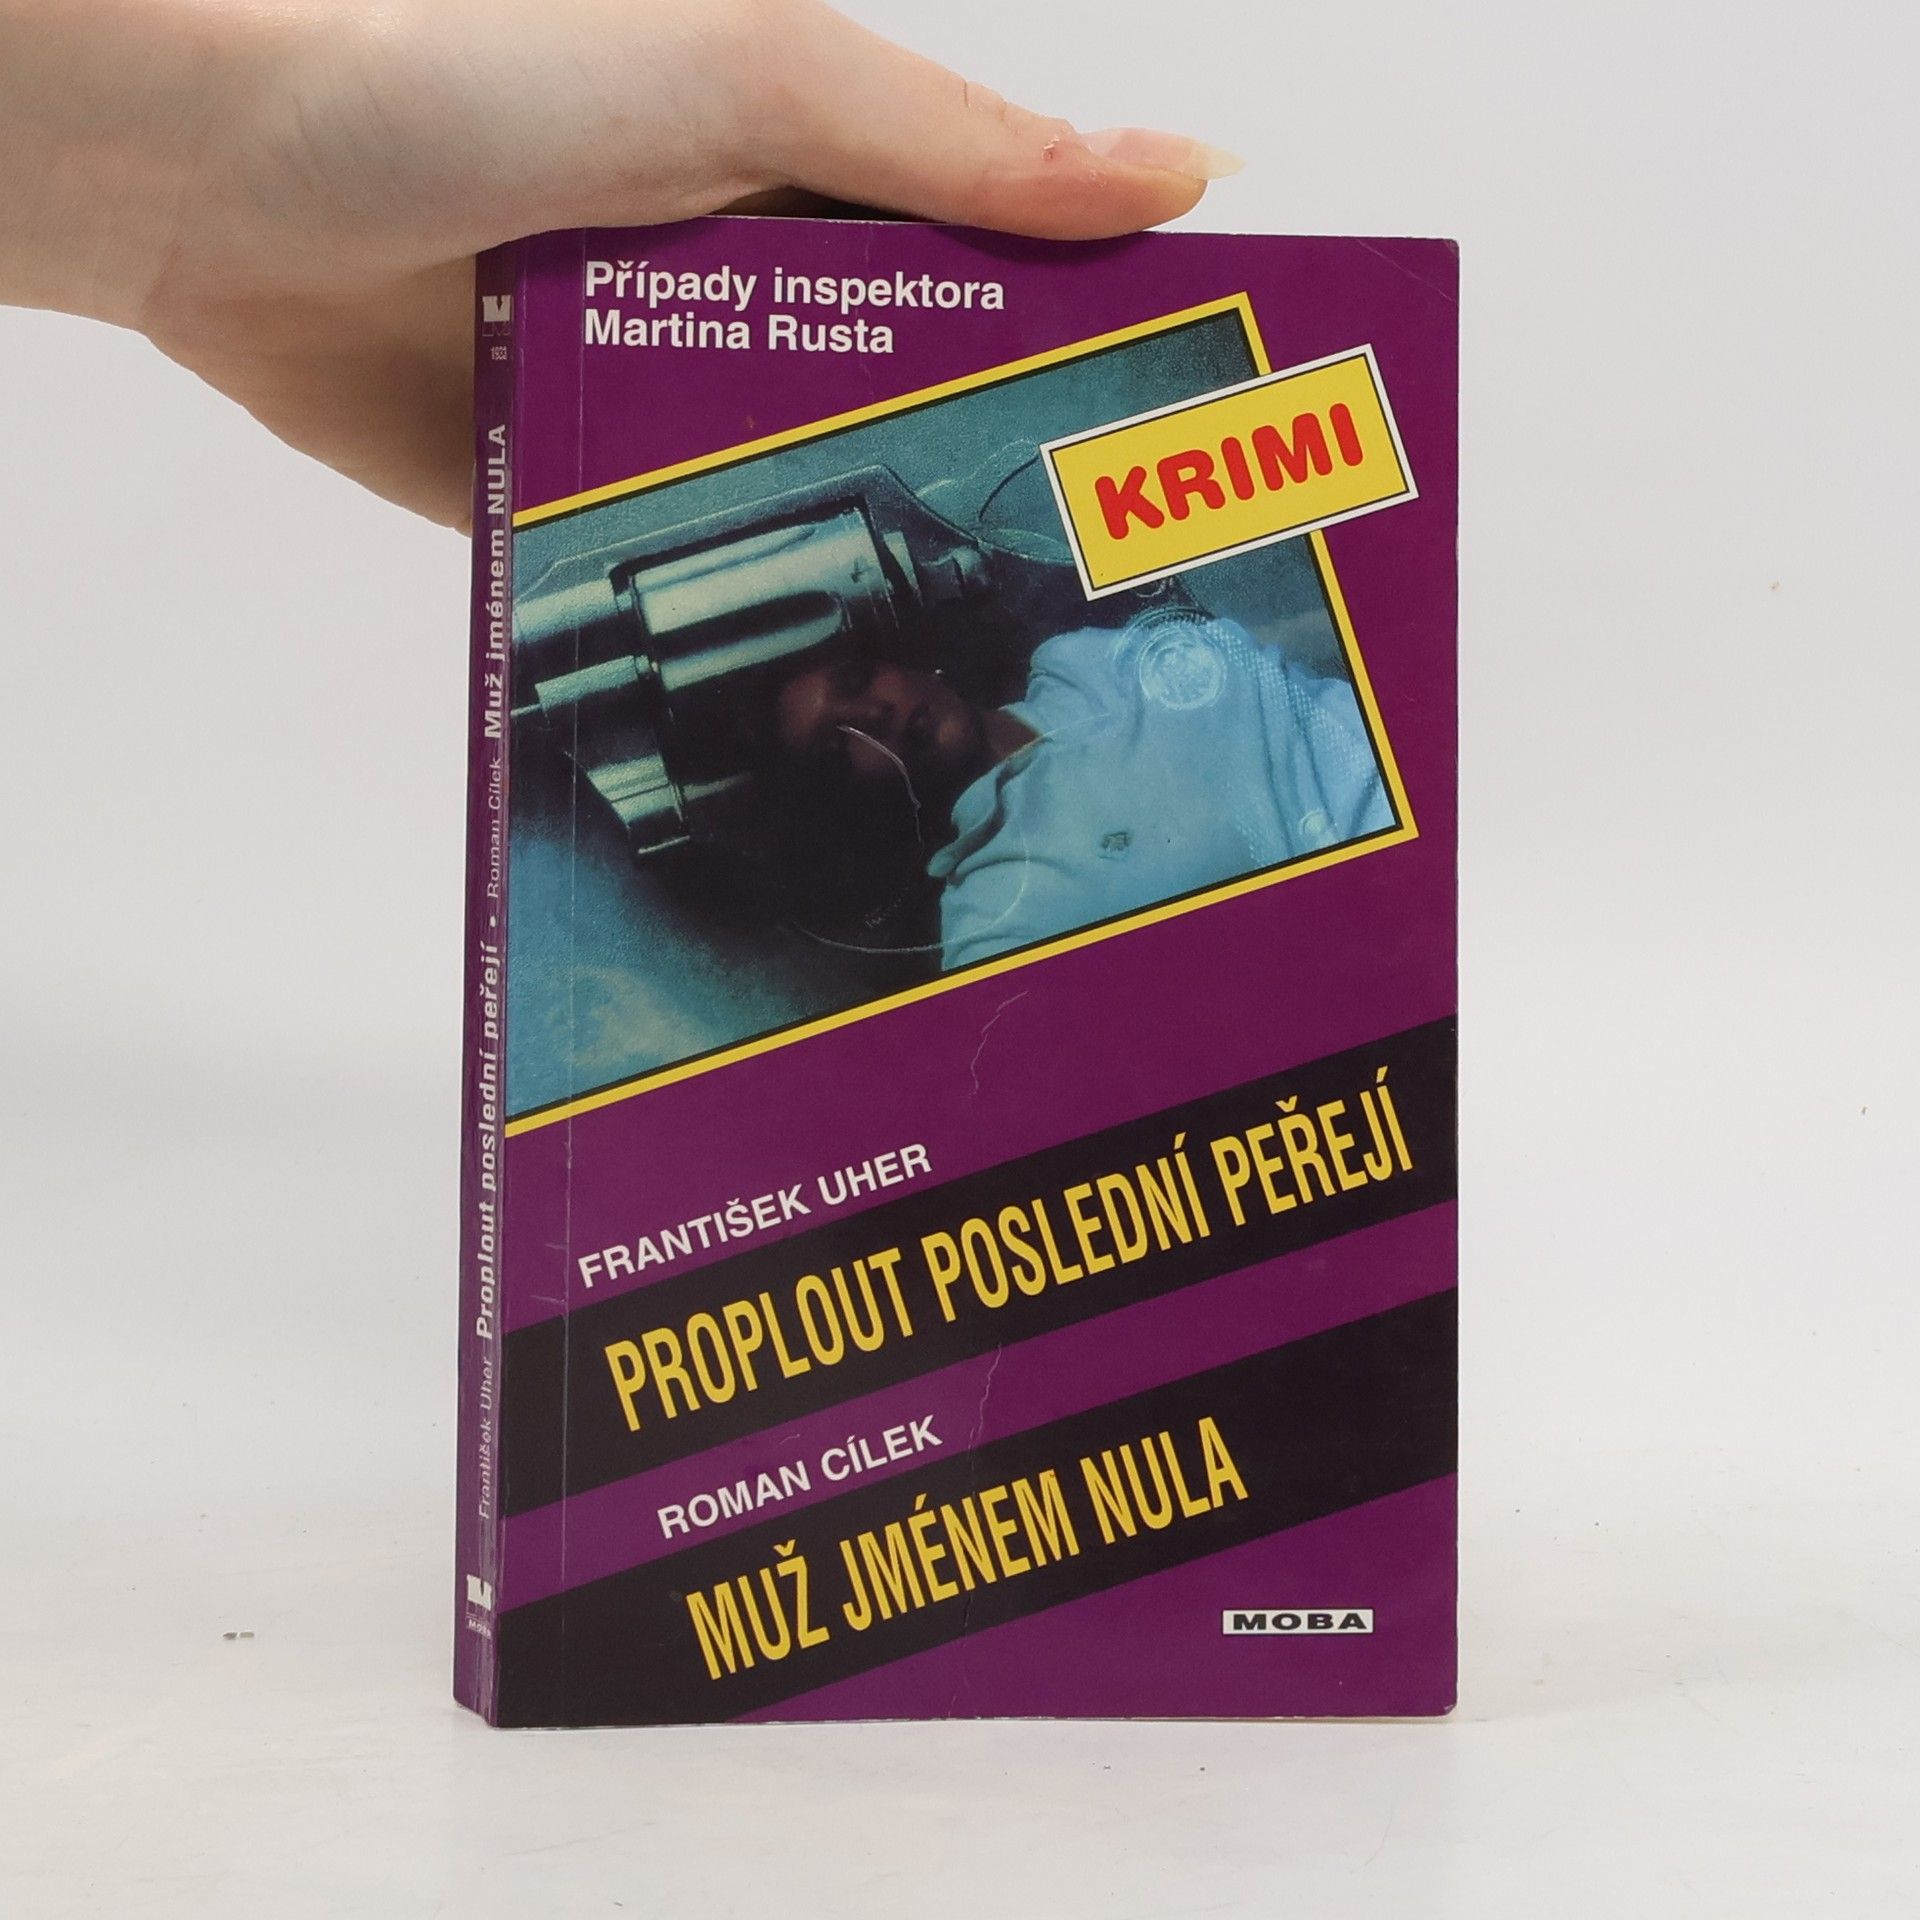 Případy inspektora
Martina Rusta
KRIMI
FRANTIŠEK UHER
PROPLOUT POSLEDNÍ PEŘEJÍ
ROMAN CÍLEK
MUŽ JMÉNEM NULA
MOBA
František Uher Proplout poslední peřejí • Roman Cílek Muž jménem NULA
MOBA